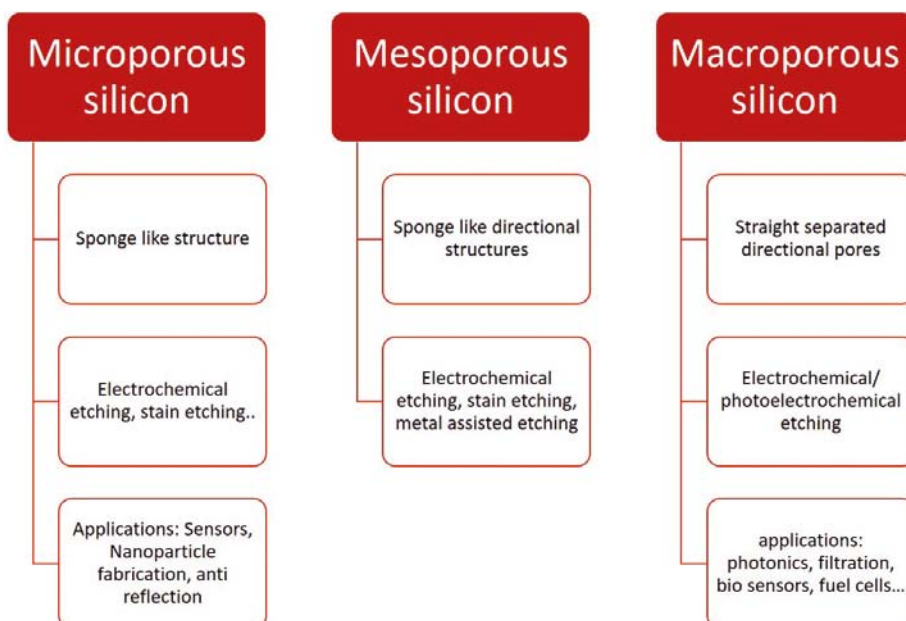 Microporous
silicon
Sponge like structure
Electrochemical
etching, stain etching..
Applications: Sensors,
Nanoparticle
fabrication, anti
reflection
Mesoporous
silicon
Sponge like directional
structures
Electrochemical
etching, stain etching,
metal assisted etching
Macroporous
silicon
Straight separated
directional pores
Electrochemical/
photoelectrochemical
etching
applications:
photonics, filtration,
bio sensors, fuel cells...